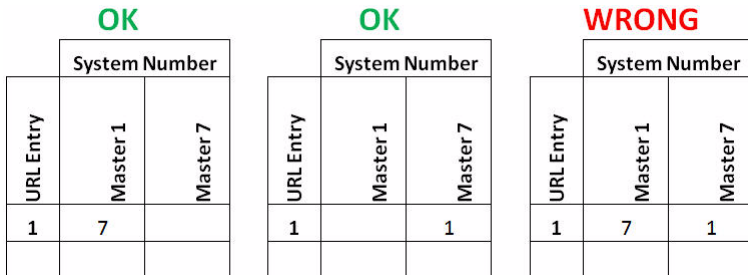 OK OK WRONG
System Number System Number System Number
URL Entry Master 1 Master 7 URL Entry Master 1 Master 7 URL Entry Master 1 Master 7
1 7 1 1 1 7 1